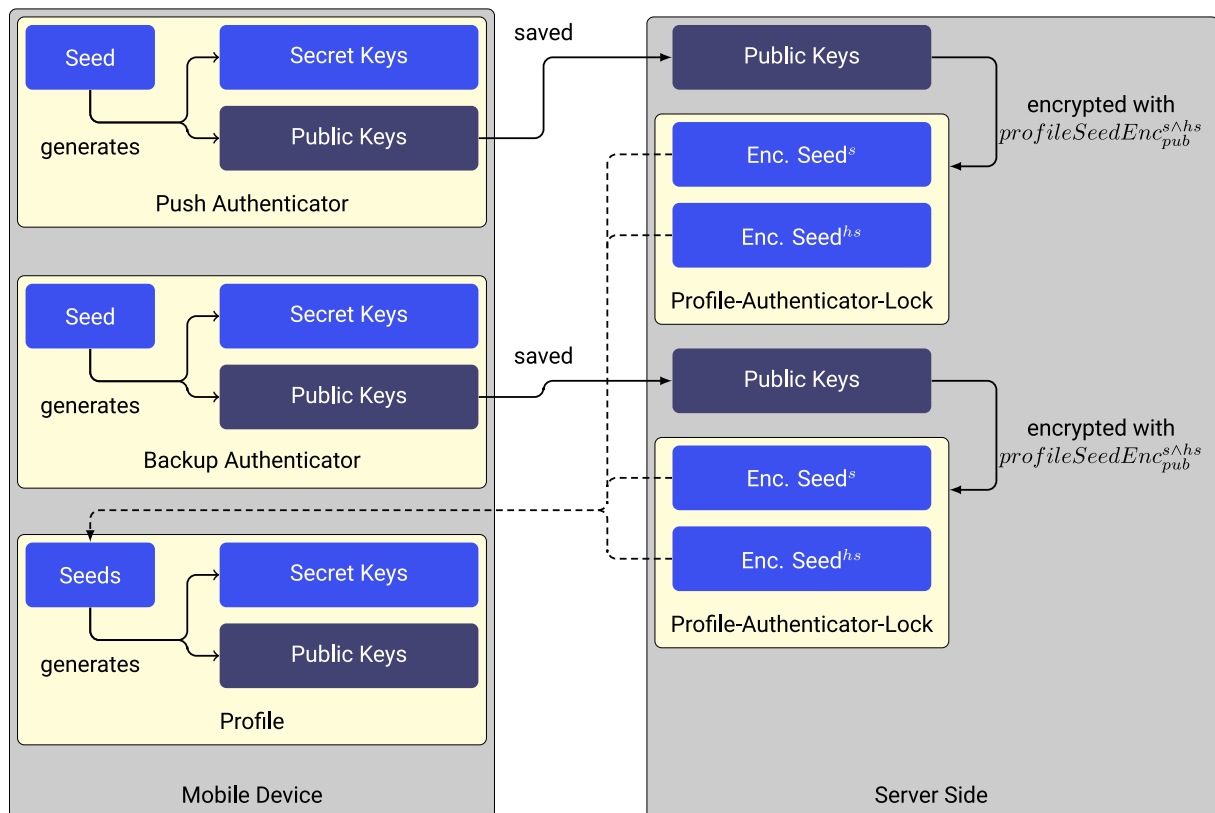 Seed
Secret Keys
Public Keys
generates
Push Authenticator
Seed
Secret Keys
Public Keys
generates
Backup Authenticator
Seeds
Secret Keys
Public Keys
generates
Profile
Mobile Device
saved
saved
Public Keys
encrypted with
profileSeedEnc_{pub}^{s∧hs}
Enc. Seed^{s}
Enc. Seed^{hs}
Profile-Authenticator-Lock
Public Keys
encrypted with
profileSeedEnc_{pub}^{s∧hs}
Enc. Seed^{s}
Enc. Seed^{hs}
Profile-Authenticator-Lock
Server Side